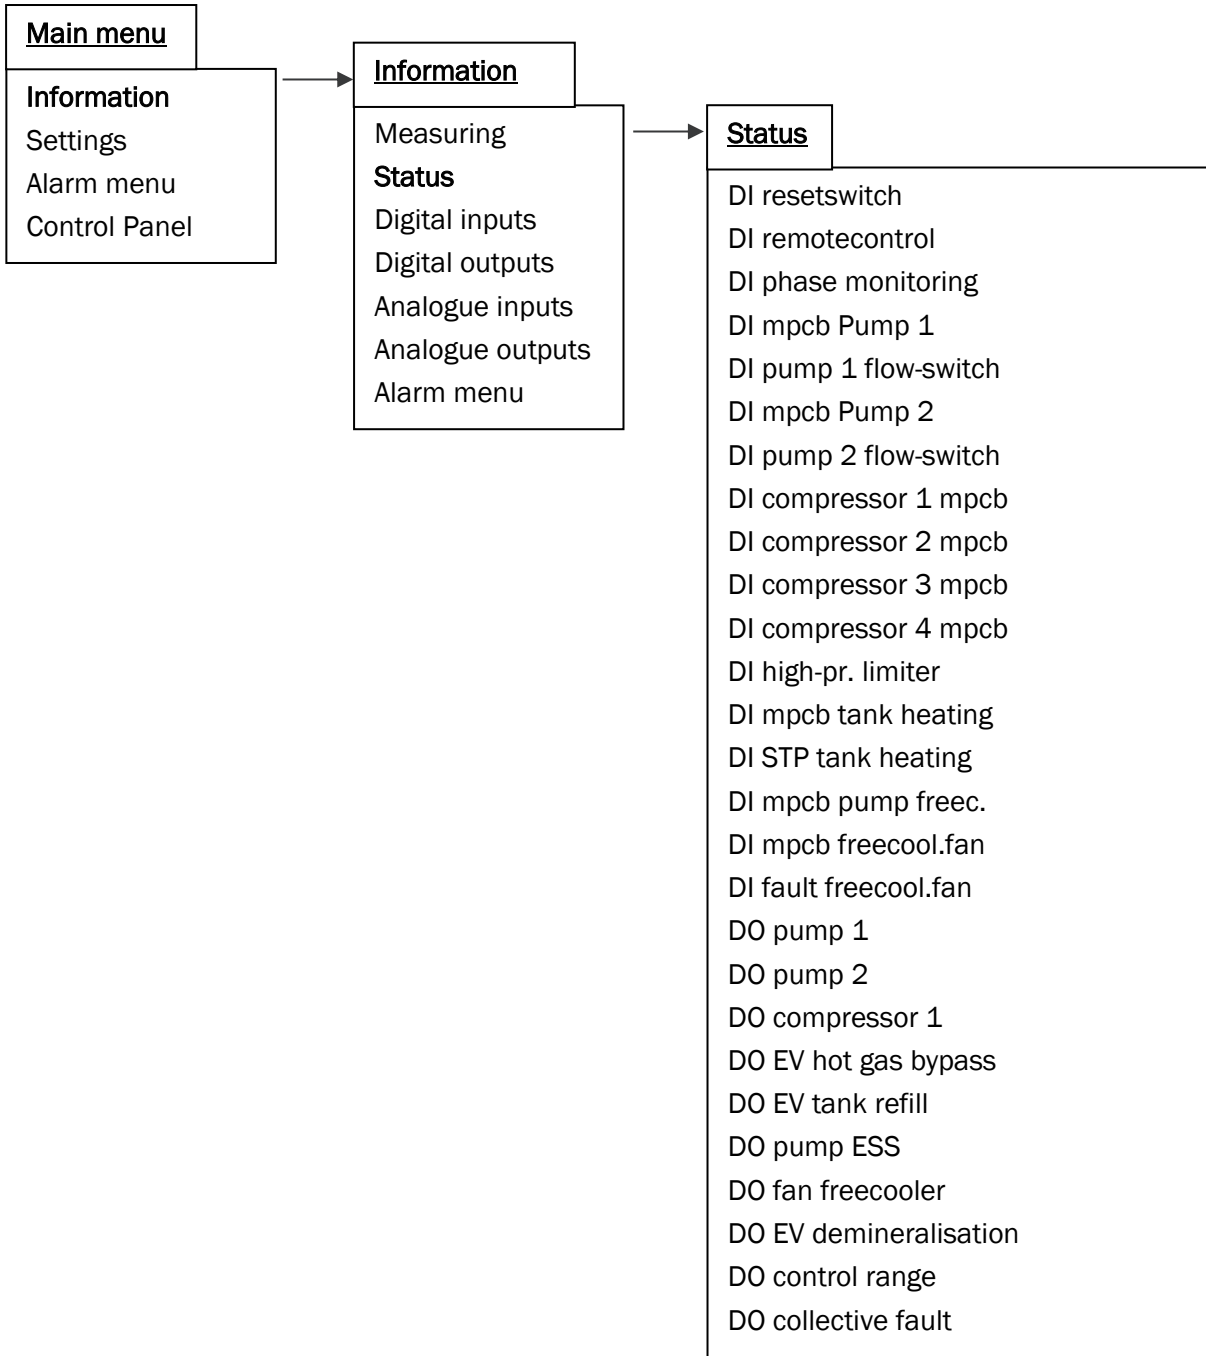 Main menu
Information
Settings
Alarm menu
Control Panel
Information
Measuring
Status
Digital inputs
Digital outputs
Analogue inputs
Analogue outputs
Alarm menu
Status
DI resetswitch
DI remotecontrol
DI phase monitoring
DI mpcb Pump 1
DI pump 1 flow-switch
DI mpcb Pump 2
DI pump 2 flow-switch
DI compressor 1 mpcb
DI compressor 2 mpcb
DI compressor 3 mpcb
DI compressor 4 mpcb
DI high-pr. limiter
DI mpcb tank heating
DI STP tank heating
DI mpcb pump freec.
DI mpcb freecool.fan
DI fault freecool.fan
DO pump 1
DO pump 2
DO compressor 1
DO EV hot gas bypass
DO EV tank refill
DO pump ESS
DO fan freecooler
DO EV demineralisation
DO control range
DO collective fault